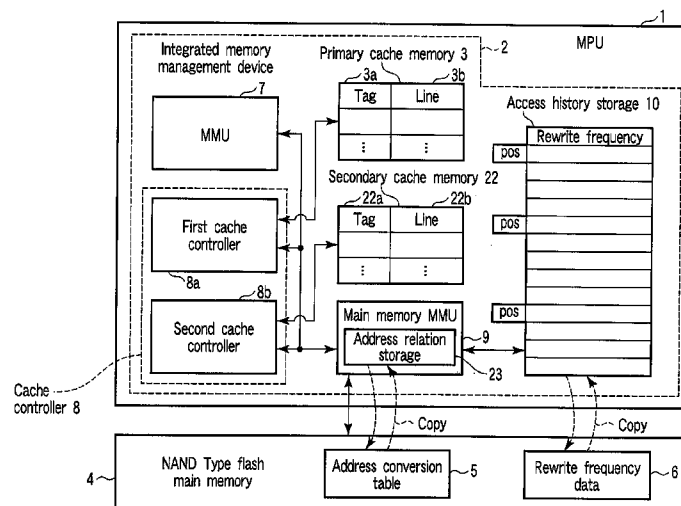 1
2
MPU
Integrated memory
management device
7
MMU
Primary cache memory 3
3a
3b
Tag
Line
⋮
⋮
Access history storage 10
Rewrite frequency
pos
pos
pos
Secondary cache memory 22
22a
22b
Tag
Line
⋮
⋮
First cache
controller
8a
8b
Second cache
controller
Main memory MMU
Address relation
storage
9
23
Cache
controller 8
Copy
Copy
4
NAND Type flash
main memory
Address conversion
table
5
Rewrite frequency
data
6